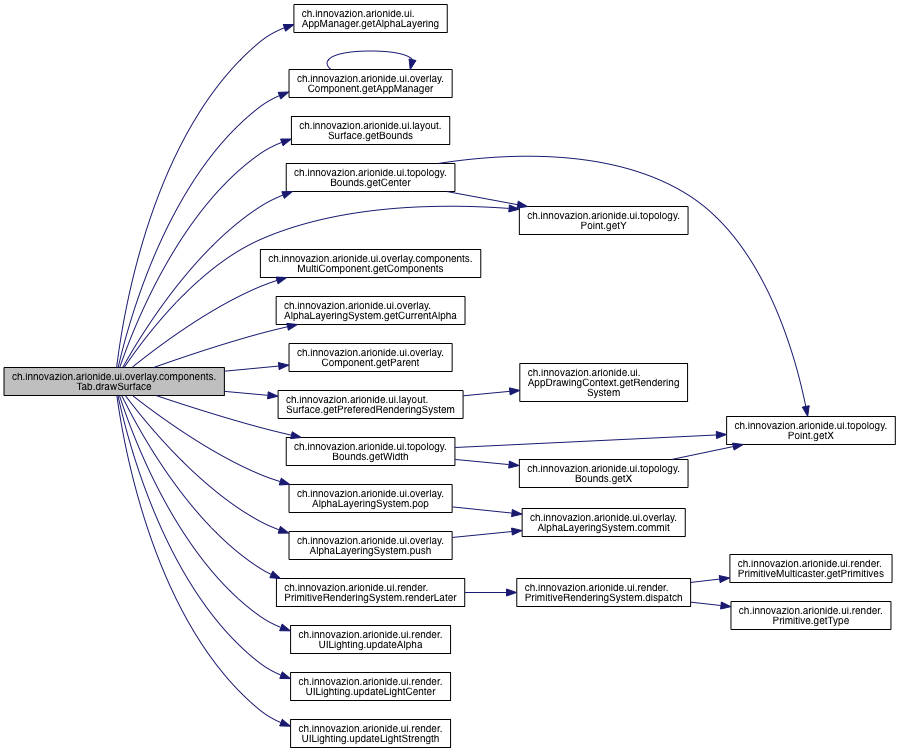 ch.innovazion.arionide.ui.
AppManager.getAlphaLayering
ch.innovazion.arionide.ui.overlay.
Component.getAppManager
ch.innovazion.arionide.ui.layout.
Surface.getBounds
ch.innovazion.arionide.ui.topology.
Bounds.getCenter
ch.innovazion.arionide.ui.topology.
Point.getY
ch.innovazion.arionide.ui.overlay.components.
MultiComponent.getComponents
ch.innovazion.arionide.ui.overlay.
AlphaLayeringSystem.getCurrentAlpha
ch.innovazion.arionide.ui.overlay.
Component.getParent
ch.innovazion.arionide.ui.overlay.components.
Tab.drawSurface
ch.innovazion.arionide.ui.layout.
Surface.getPreferedRenderingSystem
ch.innovazion.arionide.ui.
AppDrawingContext.getRendering
System
ch.innovazion.arionide.ui.topology.
Bounds.getWidth
ch.innovazion.arionide.ui.topology.
Point.getX
ch.innovazion.arionide.ui.topology.
Bounds.getX
ch.innovazion.arionide.ui.overlay.
AlphaLayeringSystem.pop
ch.innovazion.arionide.ui.overlay.
AlphaLayeringSystem.commit
ch.innovazion.arionide.ui.overlay.
AlphaLayeringSystem.push
ch.innovazion.arionide.ui.render.
PrimitiveRenderingSystem.renderLater
ch.innovazion.arionide.ui.render.
PrimitiveRenderingSystem.dispatch
ch.innovazion.arionide.ui.render.
PrimitiveMulticaster.getPrimitives
ch.innovazion.arionide.ui.render.
Primitive.getType
ch.innovazion.arionide.ui.render.
UILighting.updateAlpha
ch.innovazion.arionide.ui.render.
UILighting.updateLightCenter
ch.innovazion.arionide.ui.render.
UILighting.updateLightStrength